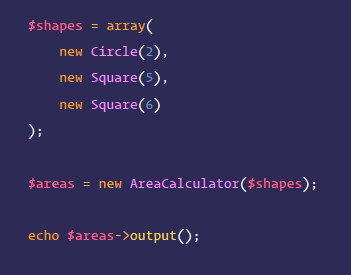 $shapes = array(
    new Circle(2),
    new Square(5),
    new Square(6)
);

$areas = new AreaCalculator($shapes);

echo $areas->output();